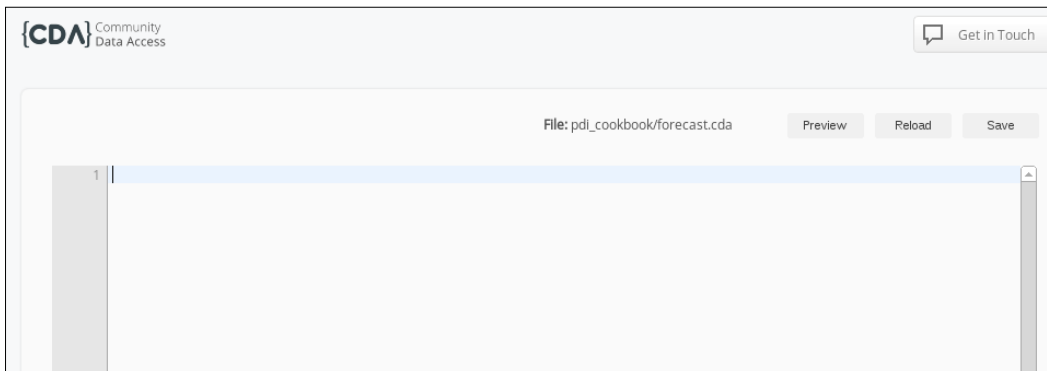 {CDA} Community
Data Access
Get in Touch
File: pdi_cookbook/forecast.cda
Preview
Reload
Save
1